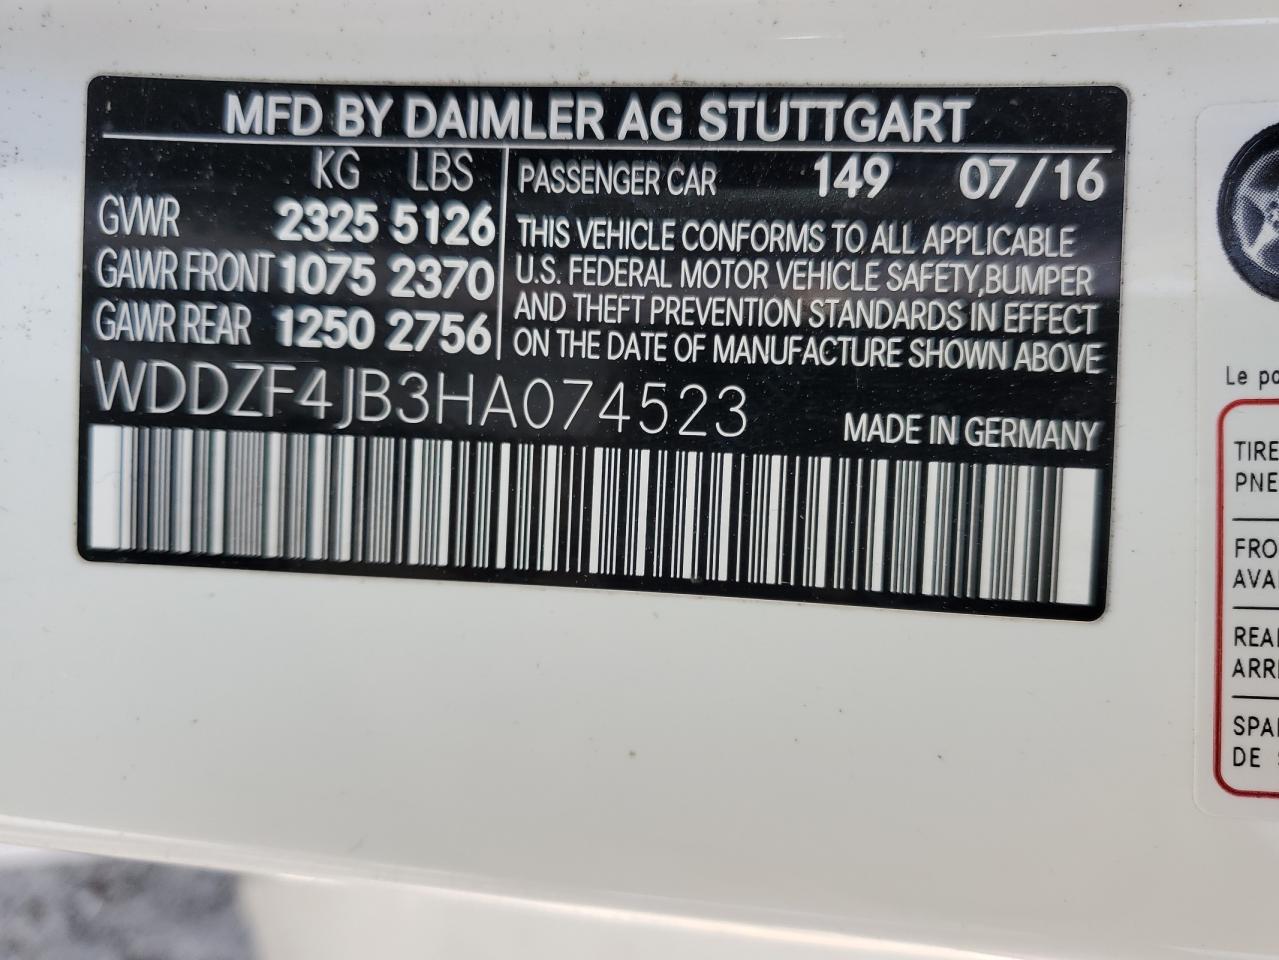 MFD BY DAIMLER AG STUTTGART
KG LBS
GVWR 2325 5126
GAWR FRONT 1075 2370
GAWR REAR 1250 2756
PASSENGER CAR 149 07/16
THIS VEHICLE CONFORMS TO ALL APPLICABLE
U.S. FEDERAL MOTOR VEHICLE SAFETY,BUMPER
AND THEFT PREVENTION STANDARDS IN EFFECT
ON THE DATE OF MANUFACTURE SHOWN ABOVE
WDDZF4JB3HA074523
MADE IN GERMANY
Le
TIRE
PNE
FRO
AVA
REA
ARR
SPA
DE